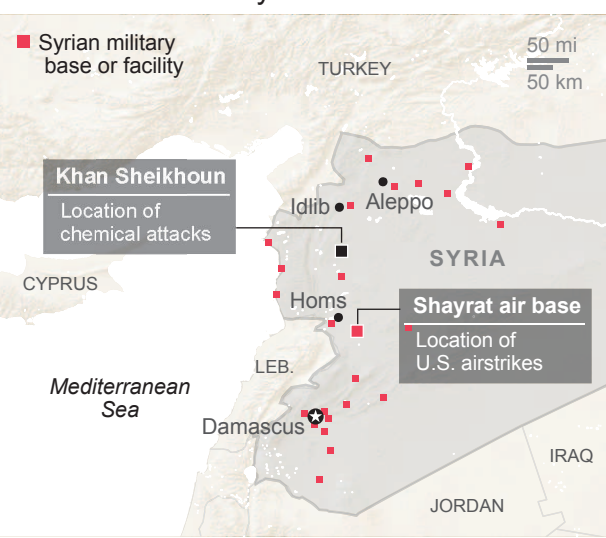 Syrian military
base or facility
50 mi
50 km
TURKEY
Khan Sheikhoun
Location of
chemical attacks
Idlib
Aleppo
SYRIA
CYPRUS
Homs
Shayrat air base
Location of
U.S. airstrikes
LEB.
Mediterranean
Sea
Damascus
IRAQ
JORDAN